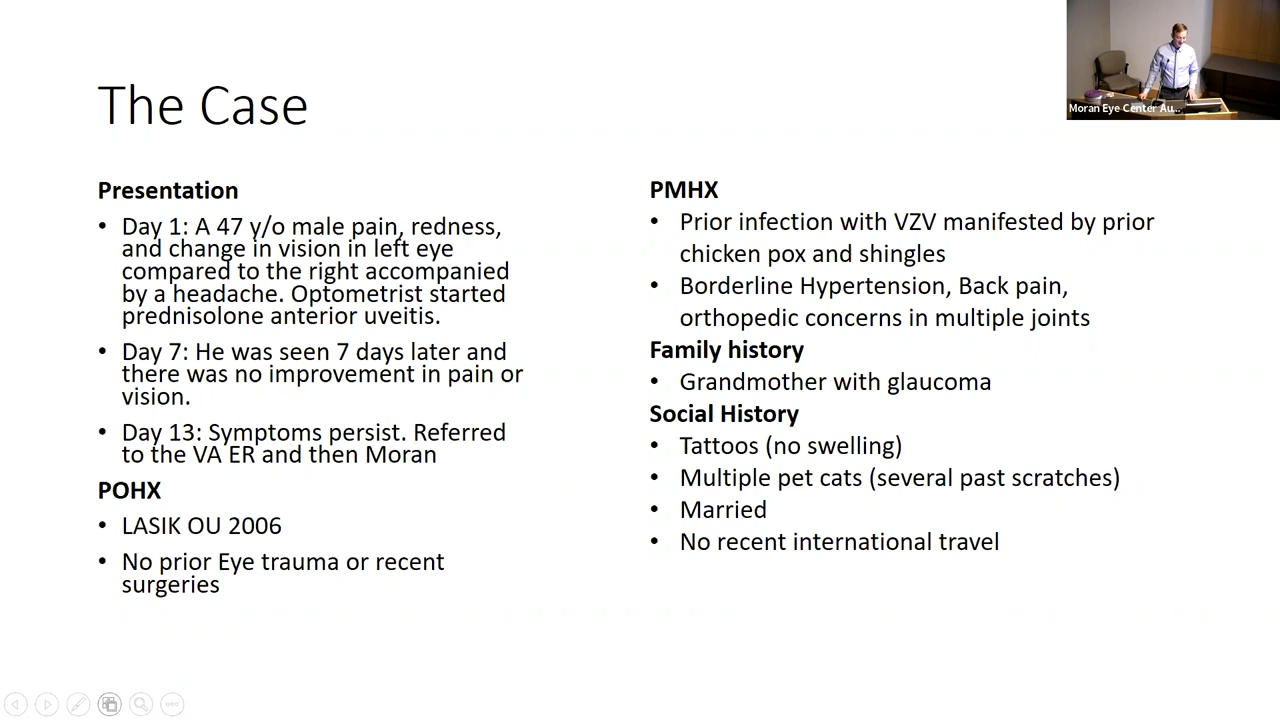 The Case
Presentation
• Day 1: A 47 y/o male pain, redness,
and change in vision in left eye
compared to the right accompanied
by a headache. Optometrist started
prednisolone anterior uveitis.
• Day 7: He was seen 7 days later and
there was no improvement in pain or
vision.
• Day 13: Symptoms persist. Referred
to the VA ER and then Moran
POHX
• LASIK OU 2006
• No prior Eye trauma or recent
surgeries
PMHX
• Prior infection with VZV manifested by prior
chicken pox and shingles
• Borderline Hypertension, Back pain,
orthopedic concerns in multiple joints
Family history
• Grandmother with glaucoma
Social History
• Tattoos (no swelling)
• Multiple pet cats (several past scratches)
• Married
• No recent international travel
Moran Eye Center Au...